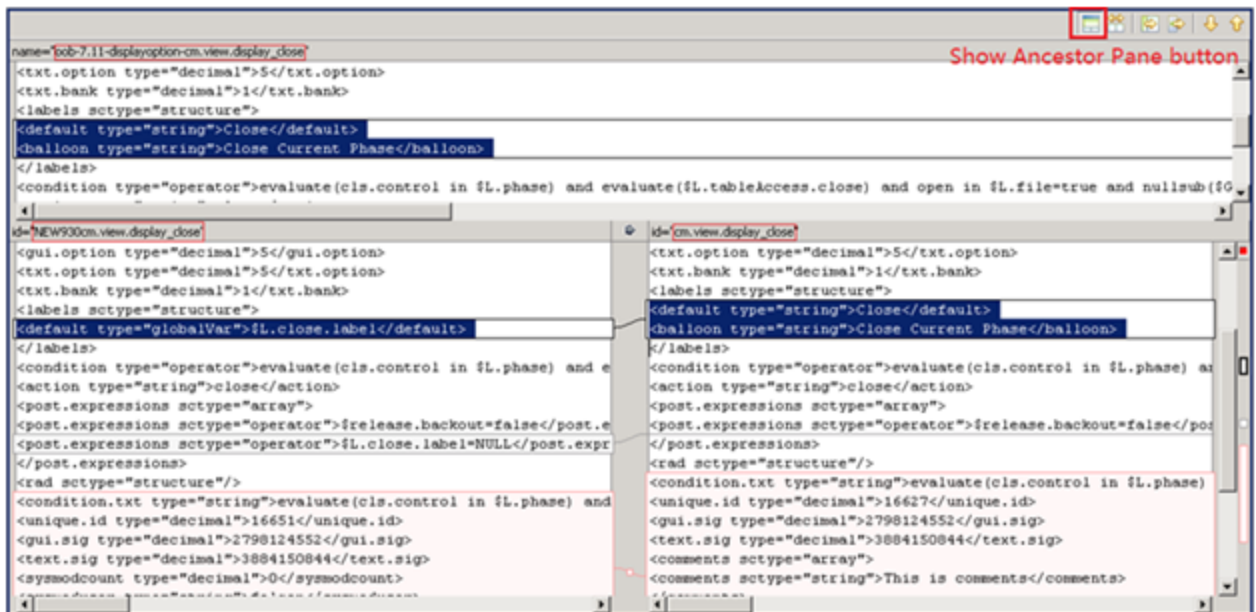 name="oob-7.11-displayoption-cm.view.display_close"
Show Ancestor Pane button
<txt.option type="decimal">5</txt.option>
<txt.bank type="decimal">1</txt.bank>
<labels sctype="structure">
<default type="string">Close</default>
<balloon type="string">Close Current Phase</balloon>
</labels>
<condition type="operator">evaluate(cls.control in $L.phase) and evaluate($L.tableAccess.close) and open in $L.file=true and nullsub($G
id="NEW930cm.view.display_close"
<gui.option type="decimal">5</gui.option>
<txt.option type="decimal">5</txt.option>
<txt.bank type="decimal">1</txt.bank>
<labels sctype="structure">
<default type="globalVar">$L.close.label</default>
</labels>
<condition type="operator">evaluate(cls.control in $L.phase) and e
<action type="string">close</action>
<post.expressions sctype="array">
<post.expressions sctype="operator">$release.backout=false</post.e
<post.expressions sctype="operator">$L.close.label=NULL</post.expr
</post.expressions>
<rad sctype="structure"/>
<condition.txt type="string">evaluate(cls.control in $L.phase) and
<unique.id type="decimal">16651</unique.id>
<gui.sig type="decimal">2798124552</gui.sig>
<text.sig type="decimal">3884150844</text.sig>
<sysmodcount type="decimal">0</sysmodcount>
id="cm.view.display_close"
<txt.option type="decimal">5</txt.option>
<txt.bank type="decimal">1</txt.bank>
<labels sctype="structure">
<default type="string">Close</default>
<balloon type="string">Close Current Phase</balloon>
</labels>
<condition type="operator">evaluate(cls.control in $L.phase) an
<action type="string">close</action>
<post.expressions sctype="array">
<post.expressions sctype="operator">$release.backout=false</pos
</post.expressions>
<rad sctype="structure"/>
<condition.txt type="string">evaluate(cls.control in $L.phase)
<unique.id type="decimal">16627</unique.id>
<gui.sig type="decimal">2798124552</gui.sig>
<text.sig type="decimal">3884150844</text.sig>
<comments sctype="array">
<comments sctype="string">This is comments</comments>